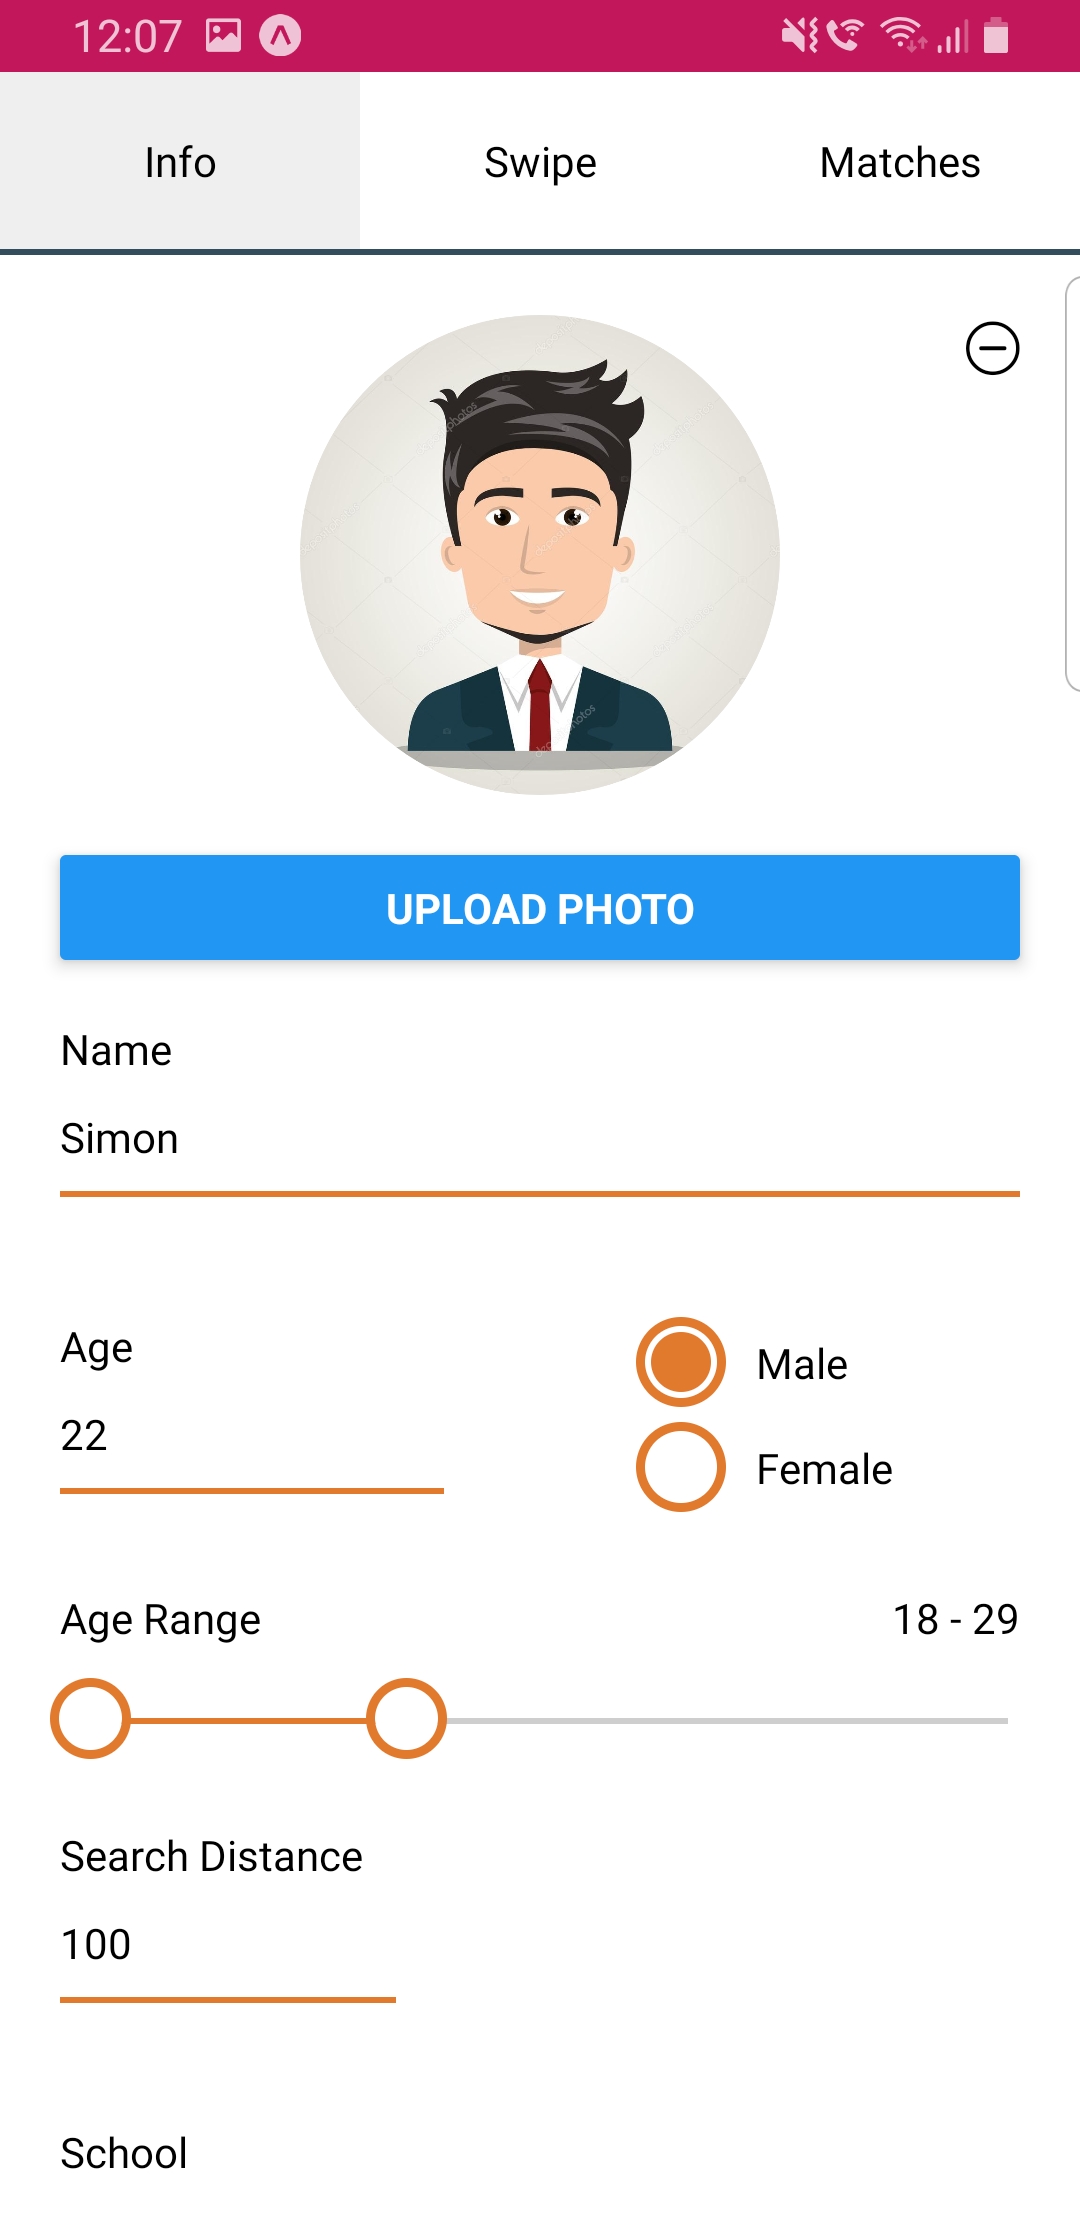 12:07
Info Swipe Matches
depositphotos
UPLOAD PHOTO
Name
Simon
Age
22
Male
Female
Age Range 18 - 29
Search Distance
100
School